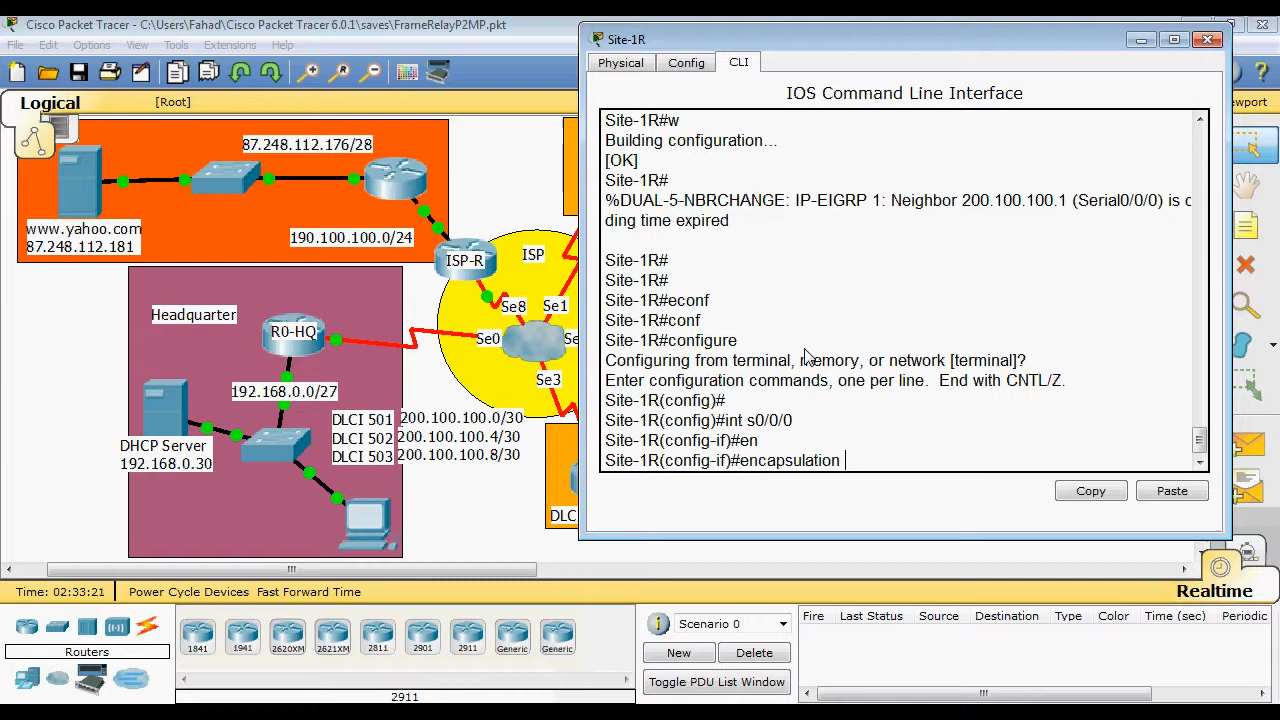 Cisco Packet Tracer - C:\Users\Fahad\Cisco Packet Tracer 6.0.1\saves\FrameRelayP2MP.pkt
File Edit Options View Tools Extensions Help
Logical
[Root]
87.248.112.176/28
www.yahoo.com
87.248.112.181
190.100.100.0/24
ISP-R
ISP
Se8
Se1
Se0
Se3
Headquarter
R0-HQ
192.168.0.0/27
DLCI 501 200.100.100.0/30
DLCI 502 200.100.100.4/30
DLCI 503 200.100.100.8/30
DHCP Server
192.168.0.30
Site-1R
Physical Config CLI
IOS Command Line Interface
Site-1R#w
Building configuration...
[OK]
Site-1R#
%DUAL-5-NBRCHANGE: IP-EIGRP 1: Neighbor 200.100.100.1 (Serial0/0/0) is
ding time expired
Site-1R#
Site-1R#
Site-1R#econf
Site-1R#conf
Site-1R#configure
Configuring from terminal, memory, or network [terminal]?
Enter configuration commands, one per line.  End with CNTL/Z.
Site-1R(config)#
Site-1R(config)#int s0/0/0
Site-1R(config-if)#en
Site-1R(config-if)#encapsulation
Copy Paste
Time: 02:33:21 Power Cycle Devices Fast Forward Time
Realtime
Routers
1841 1941 2620XM 2621XM 2811 2901 2911 Generic Generic
2911
Scenario 0
New Delete
Toggle PDU List Window
Fire Last Status Source Destination Type Color Time (sec) Periodic